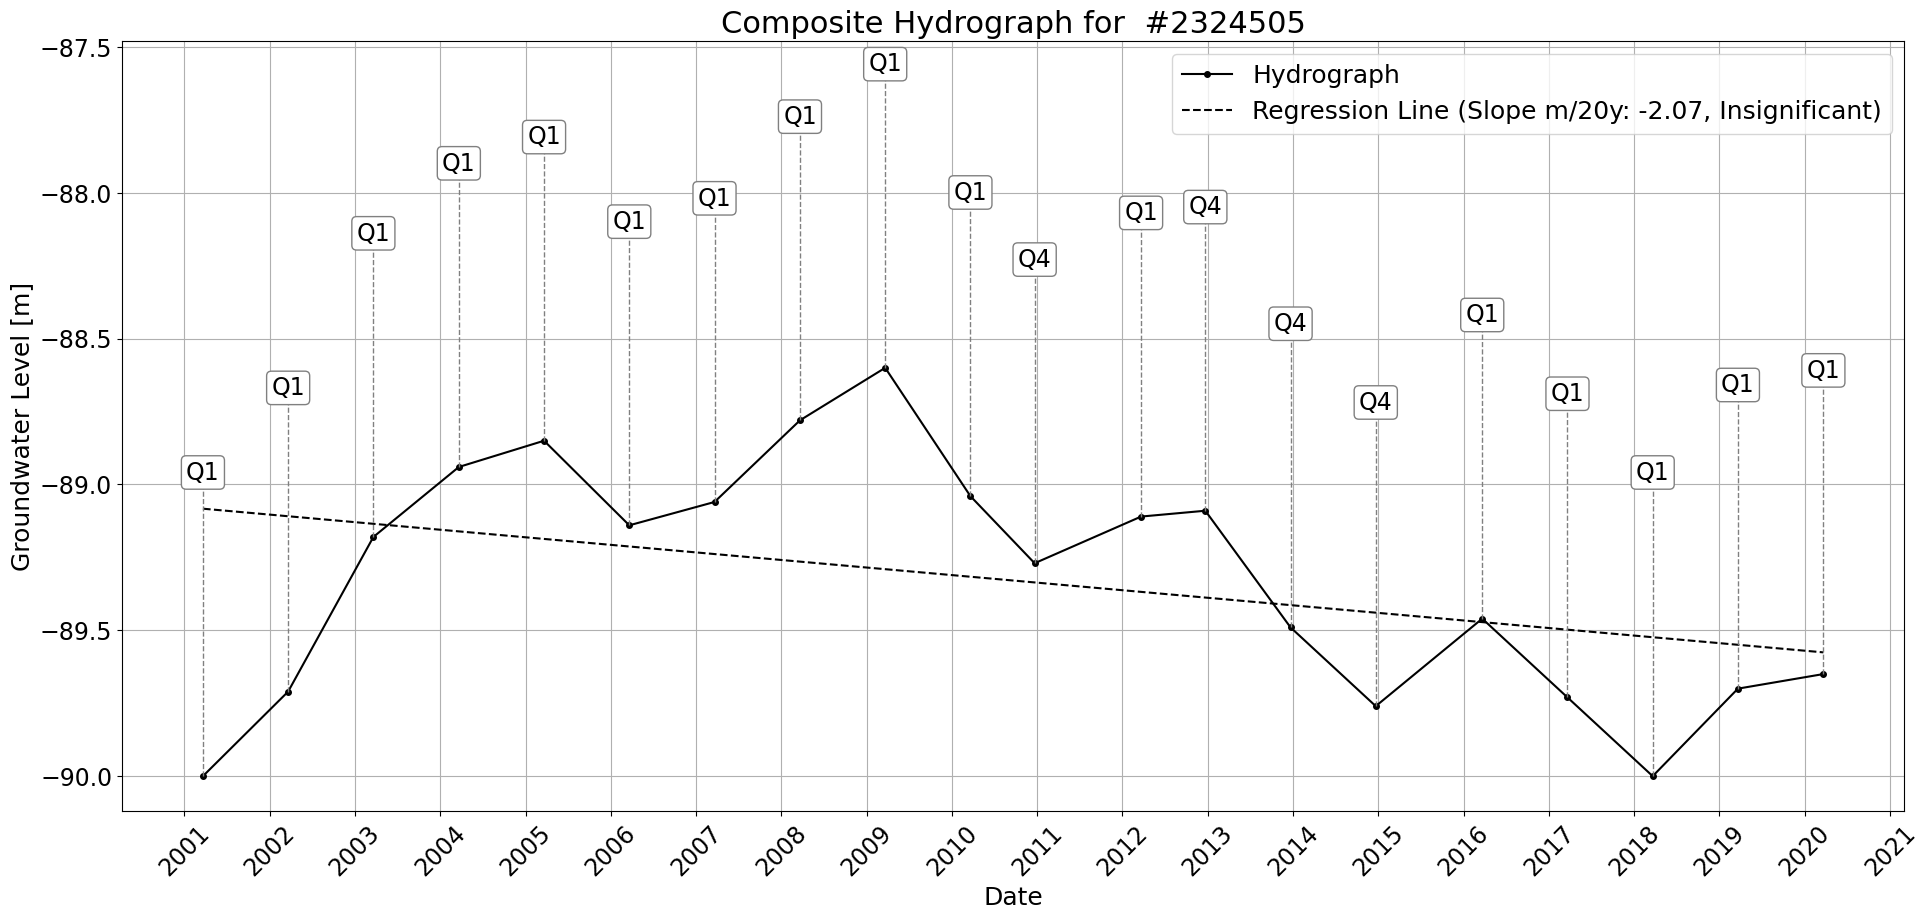 Composite Hydrograph for  #2324505
Hydrograph
Regression Line (Slope m/20y: -2.07, Insignificant)
Groundwater Level [m]
−87.5
−88.0
−88.5
−89.0
−89.5
−90.0
Q1
Q1
Q1
Q1
Q1
Q1
Q1
Q1
Q1
Q1
Q4
Q1
Q4
Q4
Q4
Q1
Q1
Q1
Q1
Q1
2001
2002
2003
2004
2005
2006
2007
2008
2009
2010
2011
2012
2013
2014
2015
2016
2017
2018
2019
2020
2021
Date